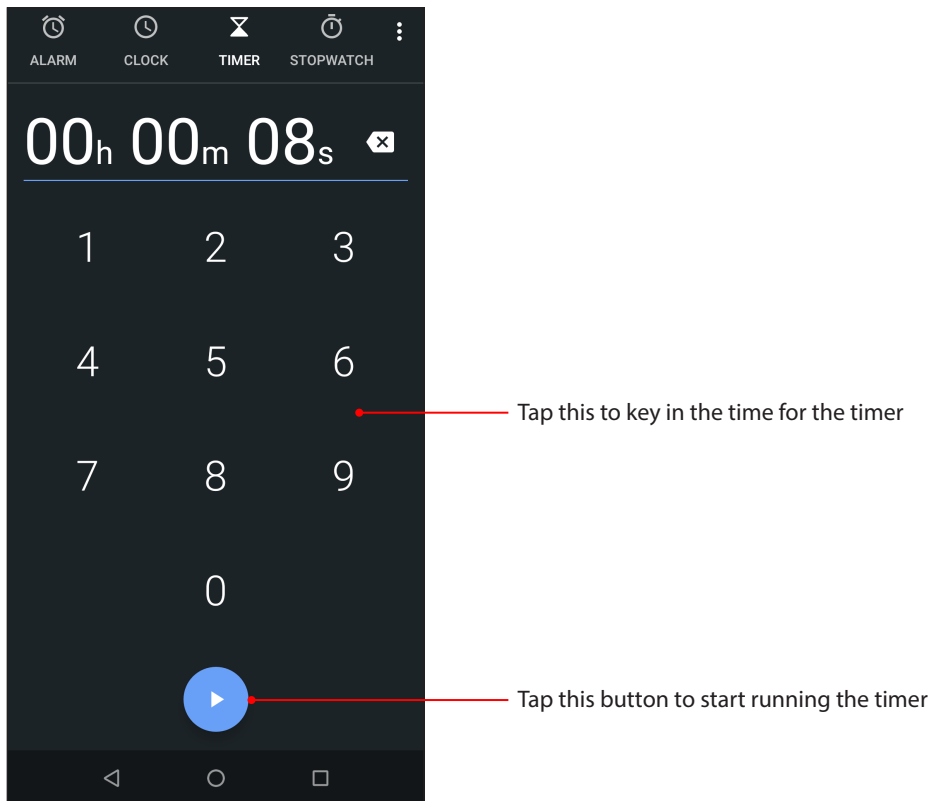 ALARM CLOCK TIMER STOPWATCH
00h 00m 08s
1 2 3
4 5 6
Tap this to key in the time for the timer
7 8 9
0
Tap this button to start running the timer